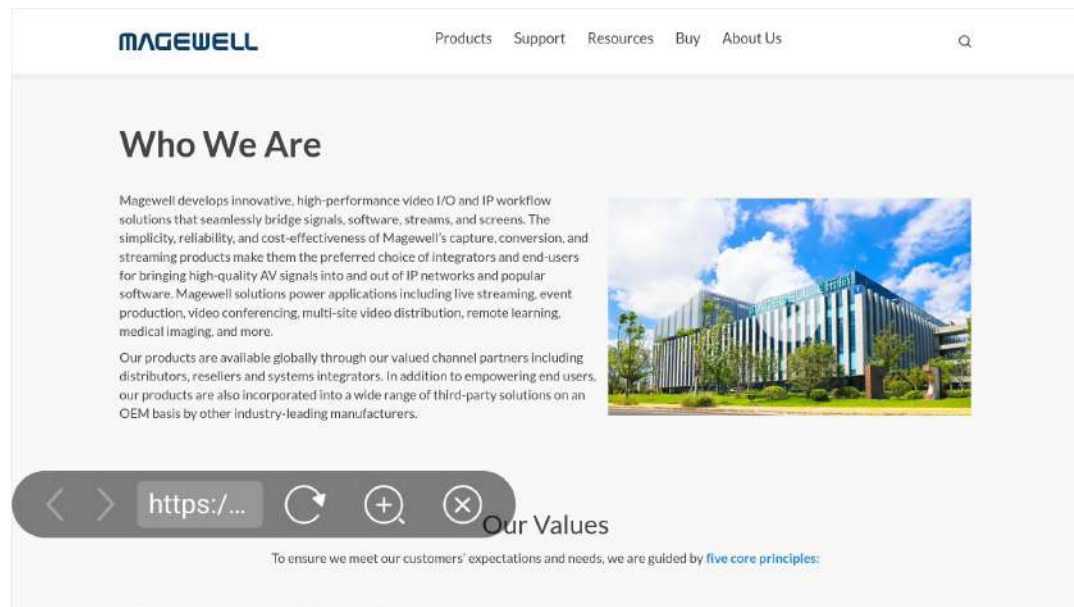 MAGEWELL
Products Support Resources Buy About Us
Who We Are
Magewell develops innovative, high-performance video I/O and IP workflow
solutions that seamlessly bridge signals, software, streams, and screens. The
simplicity, reliability, and cost-effectiveness of Magewell's capture, conversion, and
streaming products make them the preferred choice of integrators and end-users
for bringing high-quality AV signals into and out of IP networks and popular
software. Magewell solutions power applications including live streaming, event
production, video conferencing, multi-site video distribution, remote learning,
medical imaging, and more.
Our products are available globally through our valued channel partners including
distributors, resellers and systems integrators. In addition to empowering end users,
our products are also incorporated into a wide range of third-party solutions on an
OEM basis by other industry-leading manufacturers.
https:/...
Our Values
To ensure we meet our customers' expectations and needs, we are guided by five core principles: